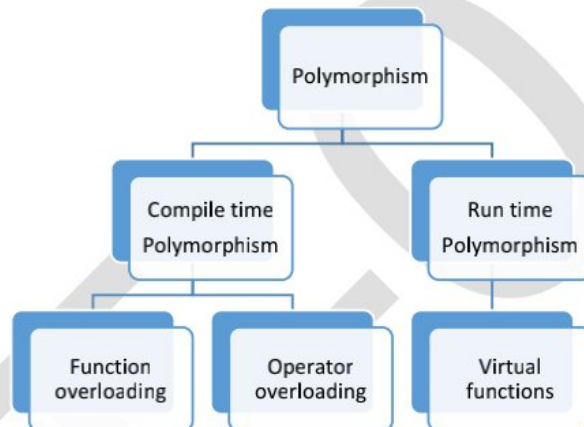 Polymorphism
Compile time
Polymorphism
Run time
Polymorphism
Function
overloading
Operator
overloading
Virtual
functions